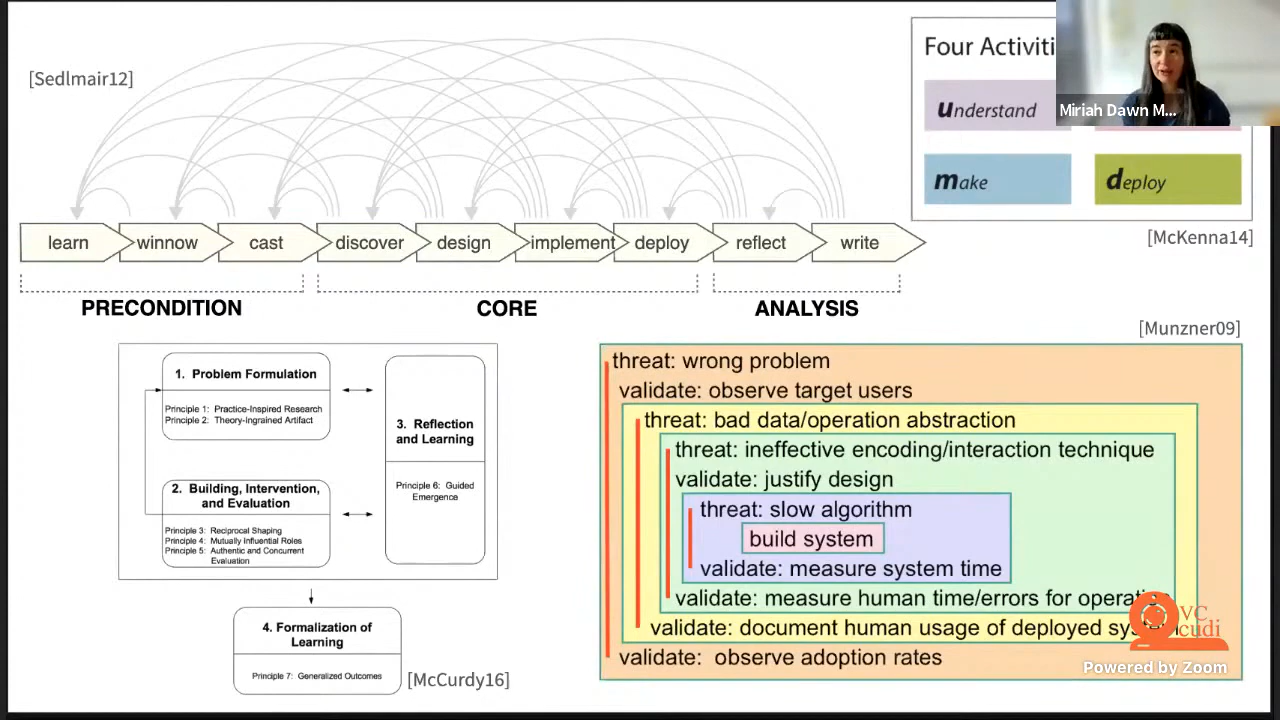 [Sedlmair12]
learn
winnow
cast
discover
design
implement
deploy
reflect
write
PRECONDITION
CORE
ANALYSIS
Four Activiti
understand
make
deploy
Miriah Dawn M...
[McKenna14]
1. Problem Formulation
Principle 1: Practice-Inspired Research
Principle 2: Theory-Ingrained Artifact
2. Building, Intervention,
and Evaluation
Principle 3: Reciprocal Shaping
Principle 4: Mutually Influential Roles
Principle 5: Authentic and Concurrent
Evaluation
3. Reflection
and Learning
Principle 6: Guided
Emergence
4. Formalization of
Learning
Principle 7: Generalized Outcomes
[McCurdy16]
[Munzner09]
threat: wrong problem
validate: observe target users
threat: bad data/operation abstraction
threat: ineffective encoding/interaction technique
validate: justify design
threat: slow algorithm
build system
validate: measure system time
validate: measure human time/errors for operatio
validate: document human usage of deployed sys
validate: observe adoption rates
VC
cudi
Powered by Zoom